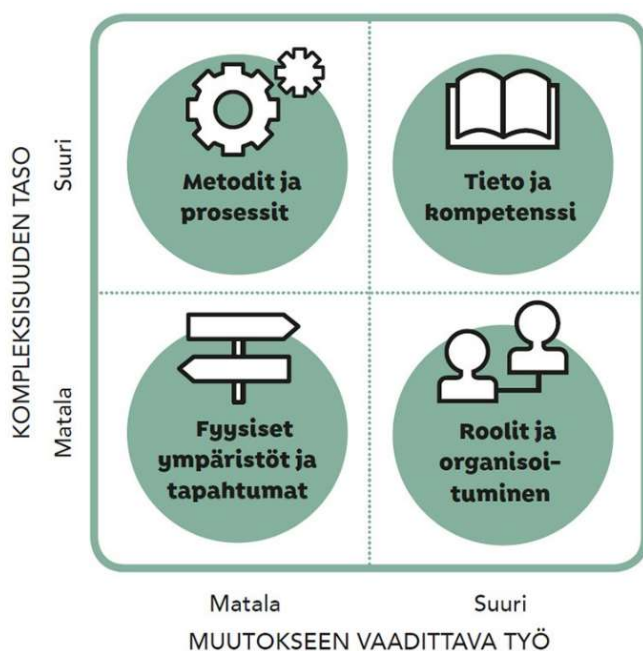 KOMPLEKSISUUDEN TASO
Suuri
Matala
Metodit ja
prosessit
Tieto ja
kompetenssi
Fyysiset
ympäristöt ja
tapahtumat
Roolit ja
organisoi-
tuminen
Matala
Suuri
MUUTOKSEEN VAADITTAVA TYÖ